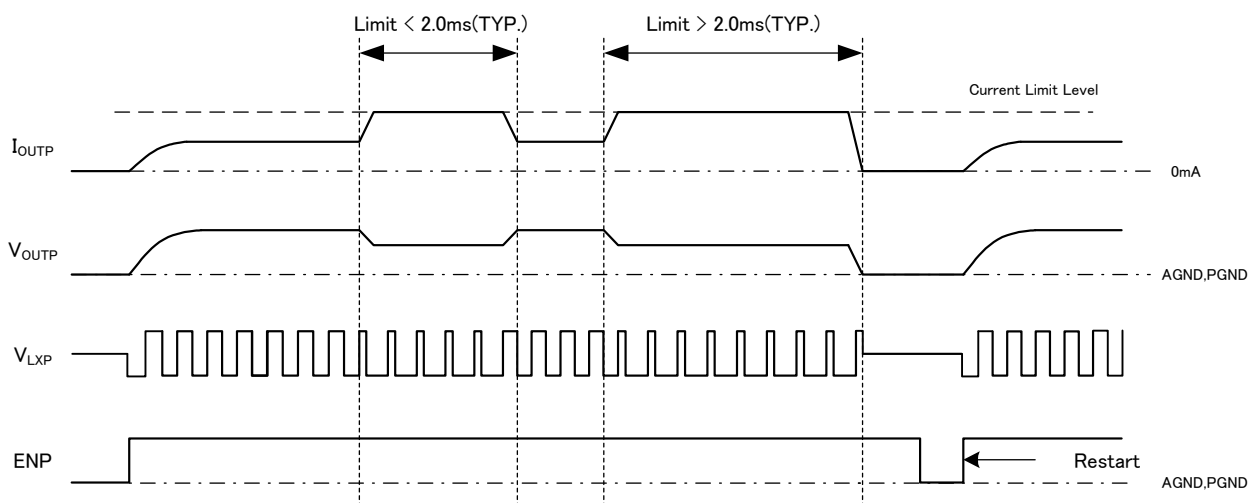 Limit < 2.0ms(TYP.)
Limit > 2.0ms(TYP.)
Current Limit Level
IOUTP
0mA
VOUTP
AGND,PGND
VLXP
ENP
Restart
AGND,PGND